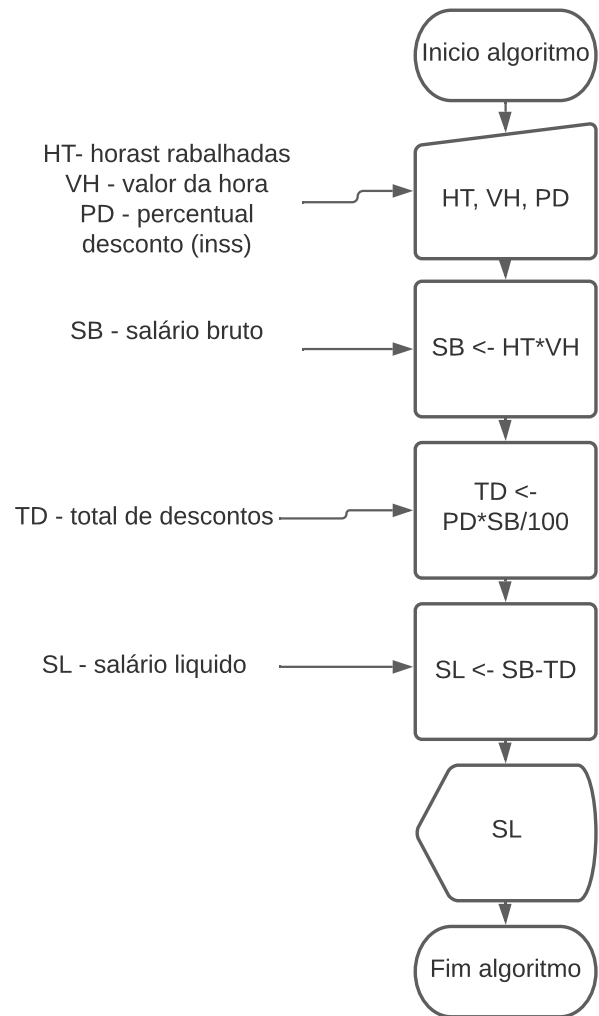 Inicio algoritmo
HT- horast rabalhadas
VH - valor da hora
PD - percentual
desconto (inss)
HT, VH, PD
SB - salário bruto
SB <- HT*VH
TD - total de descontos
TD <-
PD*SB/100
SL - salário liquido
SL <- SB-TD
SL
Fim algoritmo